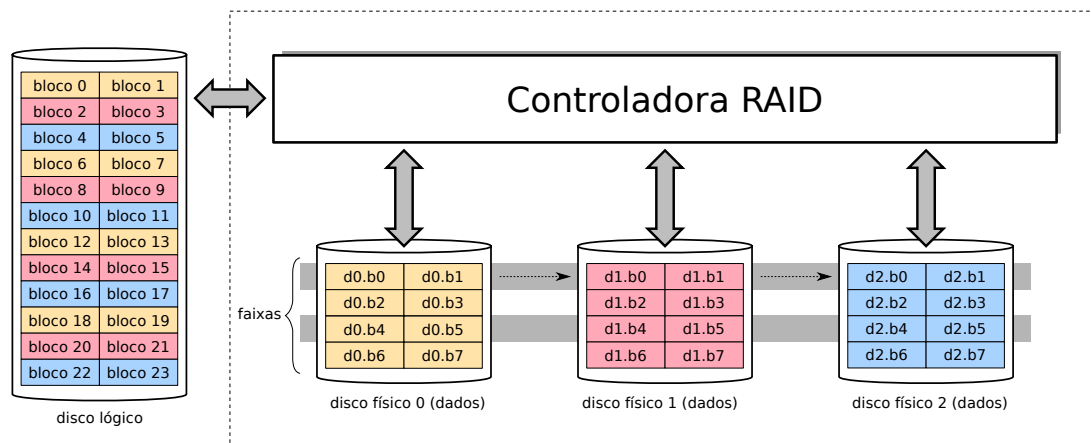 Controladora RAID
bloco 0 bloco 1
bloco 2 bloco 3
bloco 4 bloco 5
bloco 6 bloco 7
bloco 8 bloco 9
bloco 10 bloco 11
bloco 12 bloco 13
bloco 14 bloco 15
bloco 16 bloco 17
bloco 18 bloco 19
bloco 20 bloco 21
bloco 22 bloco 23
disco lógico
faixas
d0.b0 d0.b1
d0.b2 d0.b3
d0.b4 d0.b5
d0.b6 d0.b7
disco físico 0 (dados)
d1.b0 d1.b1
d1.b2 d1.b3
d1.b4 d1.b5
d1.b6 d1.b7
disco físico 1 (dados)
d2.b0 d2.b1
d2.b2 d2.b3
d2.b4 d2.b5
d2.b6 d2.b7
disco físico 2 (dados)